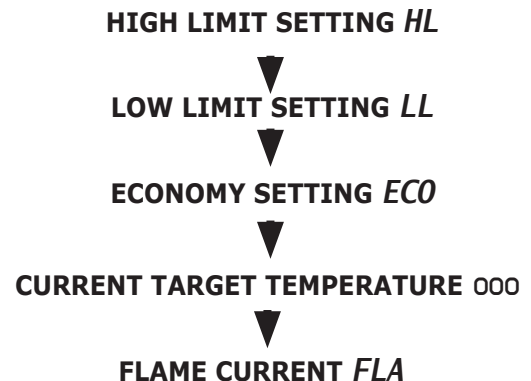 HIGH LIMIT SETTING HL
LOW LIMIT SETTING LL
ECONOMY SETTING ECO
CURRENT TARGET TEMPERATURE 000
FLAME CURRENT FLA